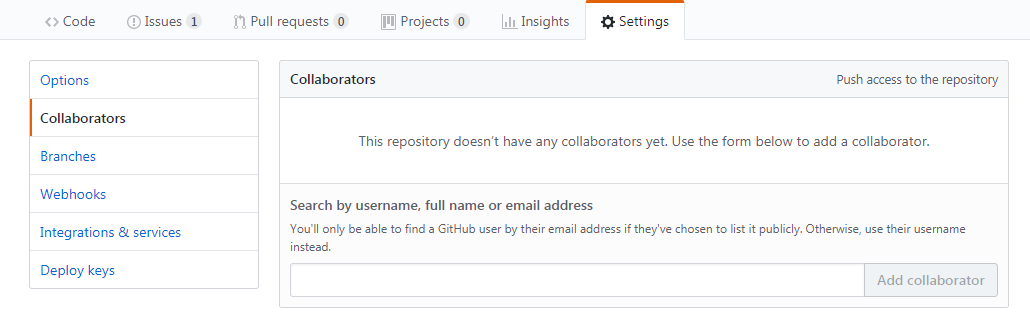 Code Issues 1 Pull requests 0 Projects 0 Insights Settings
Options
Collaborators
Branches
Webhooks
Integrations & services
Deploy keys
Collaborators Push access to the repository
This repository doesn't have any collaborators yet. Use the form below to add a collaborator.
Search by username, full name or email address
You'll only be able to find a GitHub user by their email address if they've chosen to list it publicly. Otherwise, use their username
instead.
Add collaborator